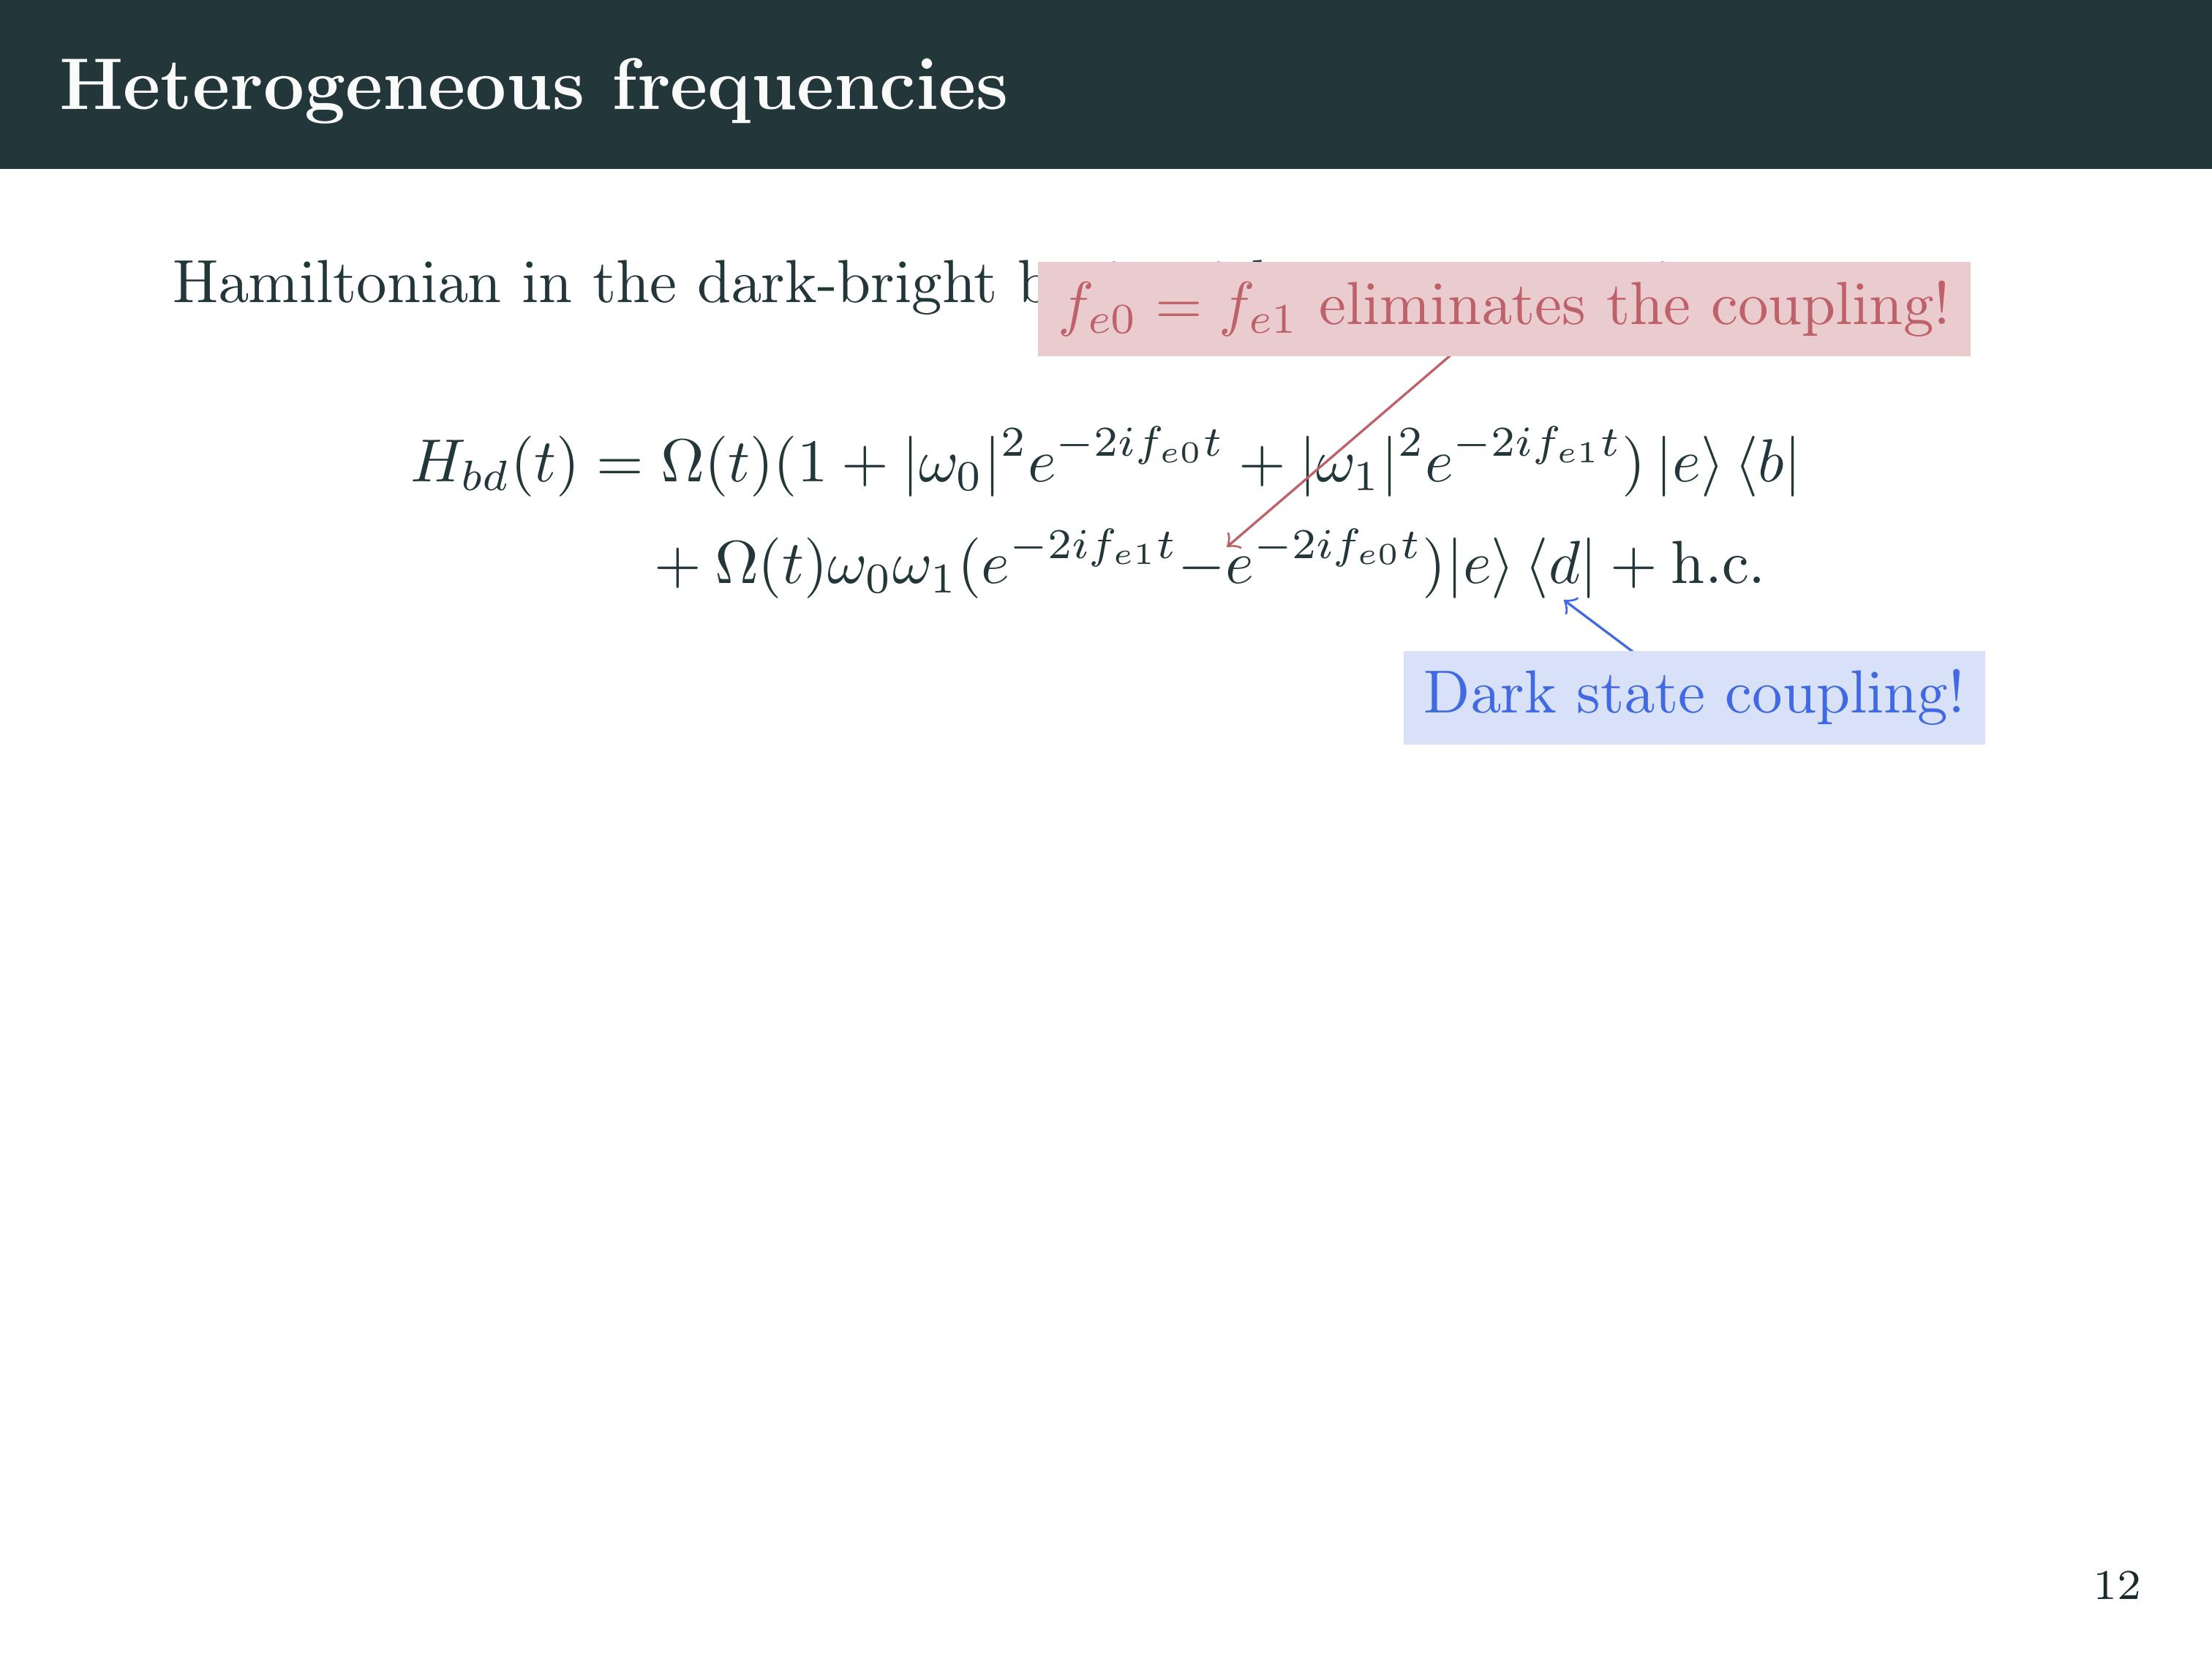 Heterogeneous frequencies
Hamiltonian in the dark-bright
f_{e0} = f_{e1} eliminates the coupling!
H_{bd}(t) = Ω(t)(1 + |ω_0|^2 e^{−2if_{e0}t} + |ω_1|^2 e^{−2if_{e1}t}) |e⟩ ⟨b|
+ Ω(t)ω_0ω_1(e^{−2if_{e1}t}−e^{−2if_{e0}t})|e⟩ ⟨d| + h.c.
Dark state coupling!
12